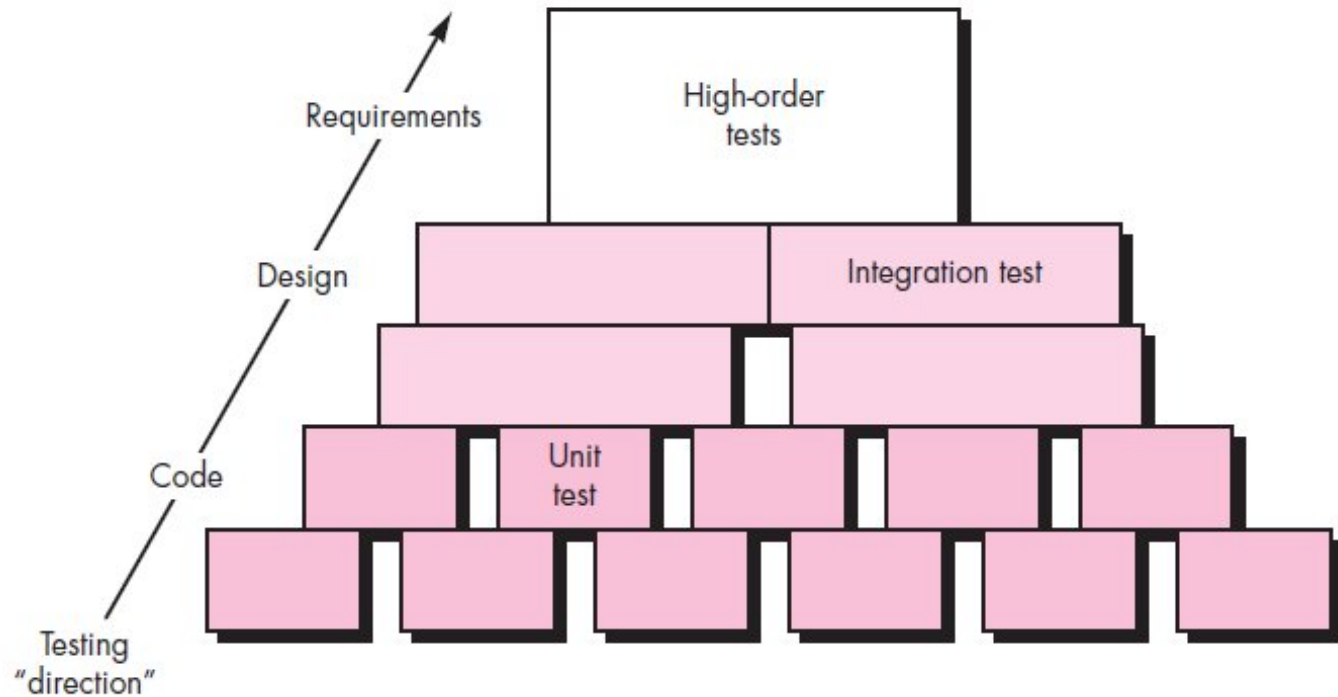 High-order
tests
Requirements
Design
Integration test
Code
Unit
test
Testing
“direction”